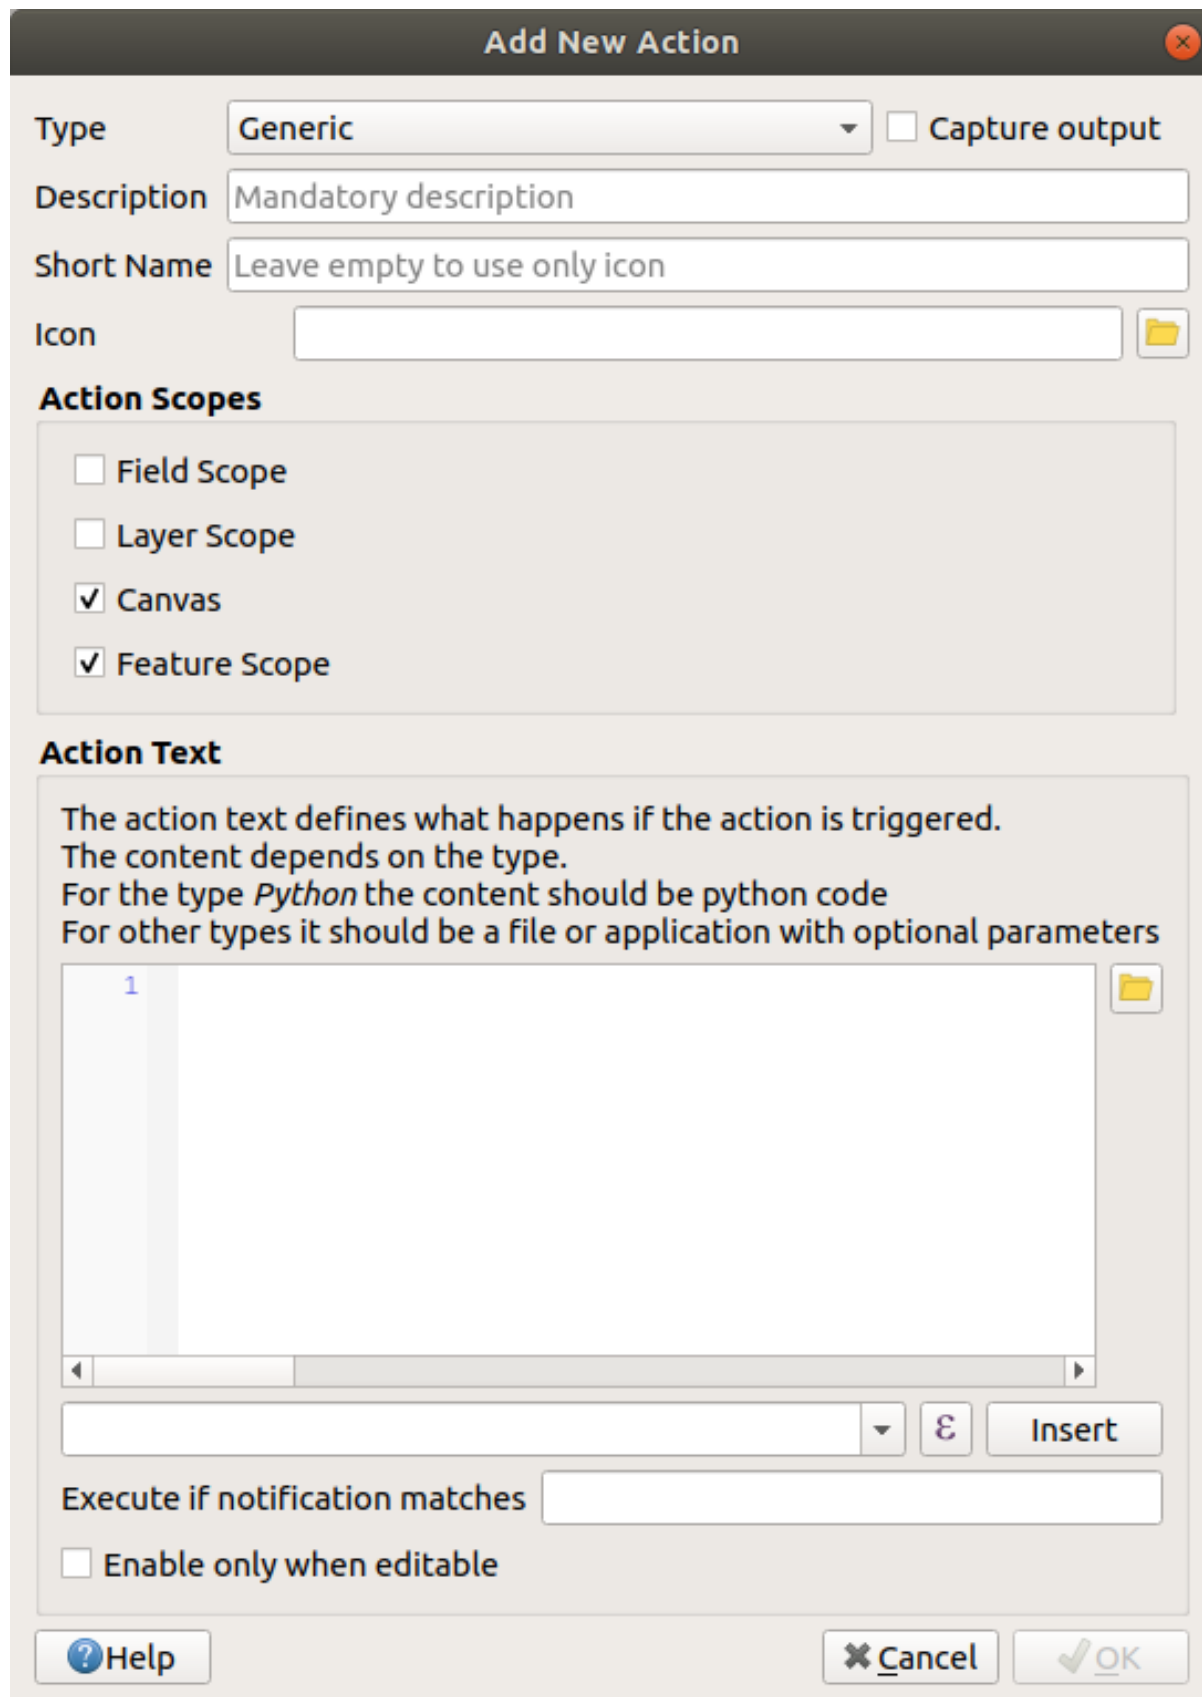 Add New Action
Type Generic Capture output
Description Mandatory description
Short Name Leave empty to use only icon
Icon
Action Scopes
Field Scope
Layer Scope
Canvas
Feature Scope
Action Text
The action text defines what happens if the action is triggered.
The content depends on the type.
For the type Python the content should be python code
For other types it should be a file or application with optional parameters
1
ε Insert
Execute if notification matches
Enable only when editable
?Help Cancel OK